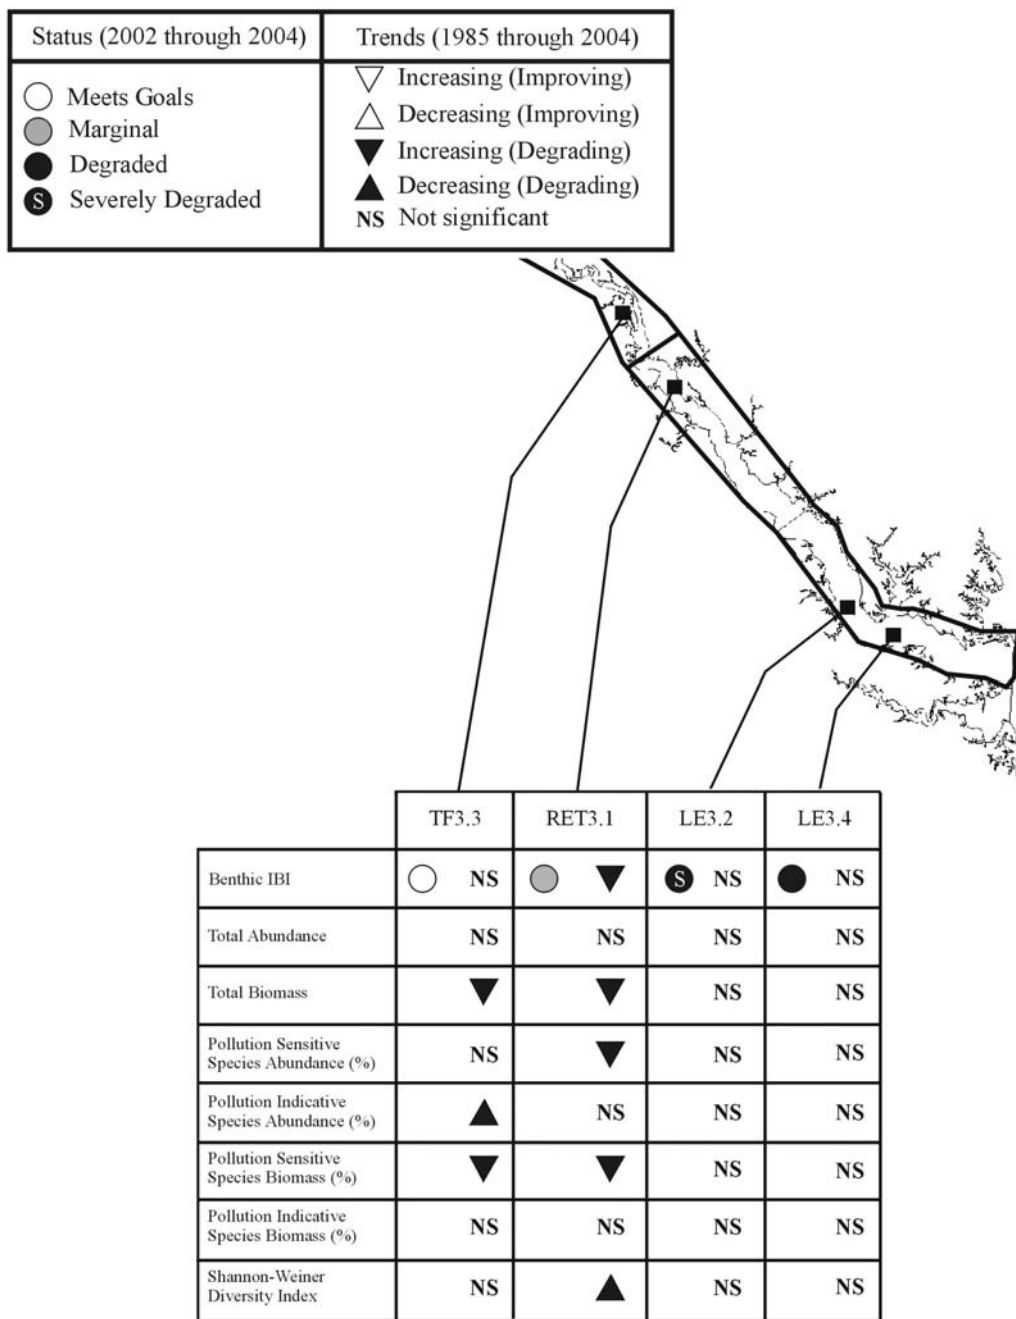 Status (2002 through 2004) Trends (1985 through 2004)
Meets Goals
Marginal
Degraded
S Severely Degraded
Increasing (Improving)
Decreasing (Improving)
Increasing (Degrading)
Decreasing (Degrading)
NS Not significant
TF3.3 RET3.1 LE3.2 LE3.4
Benthic IBI NS S NS NS
Total Abundance NS NS NS NS
Total Biomass NS NS
Pollution Sensitive
Species Abundance (%) NS NS NS
Pollution Indicative
Species Abundance (%) NS NS NS
Pollution Sensitive
Species Biomass (%) NS NS
Pollution Indicative
Species Biomass (%) NS NS NS NS
Shannon-Weiner
Diversity Index NS NS NS